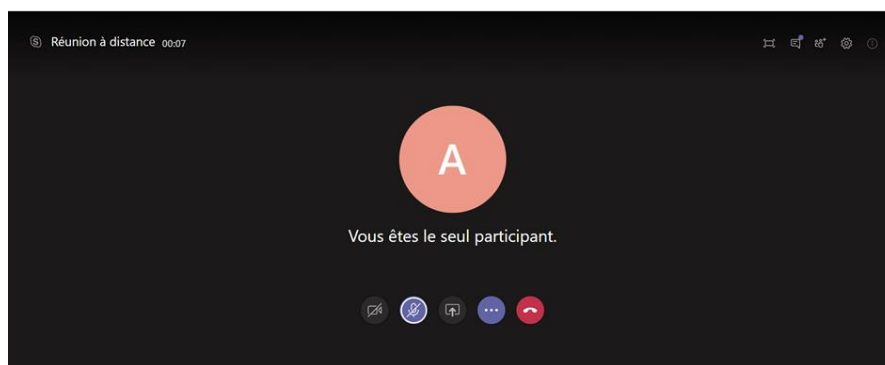 Réunion à distance 00:07
A
Vous êtes le seul participant.